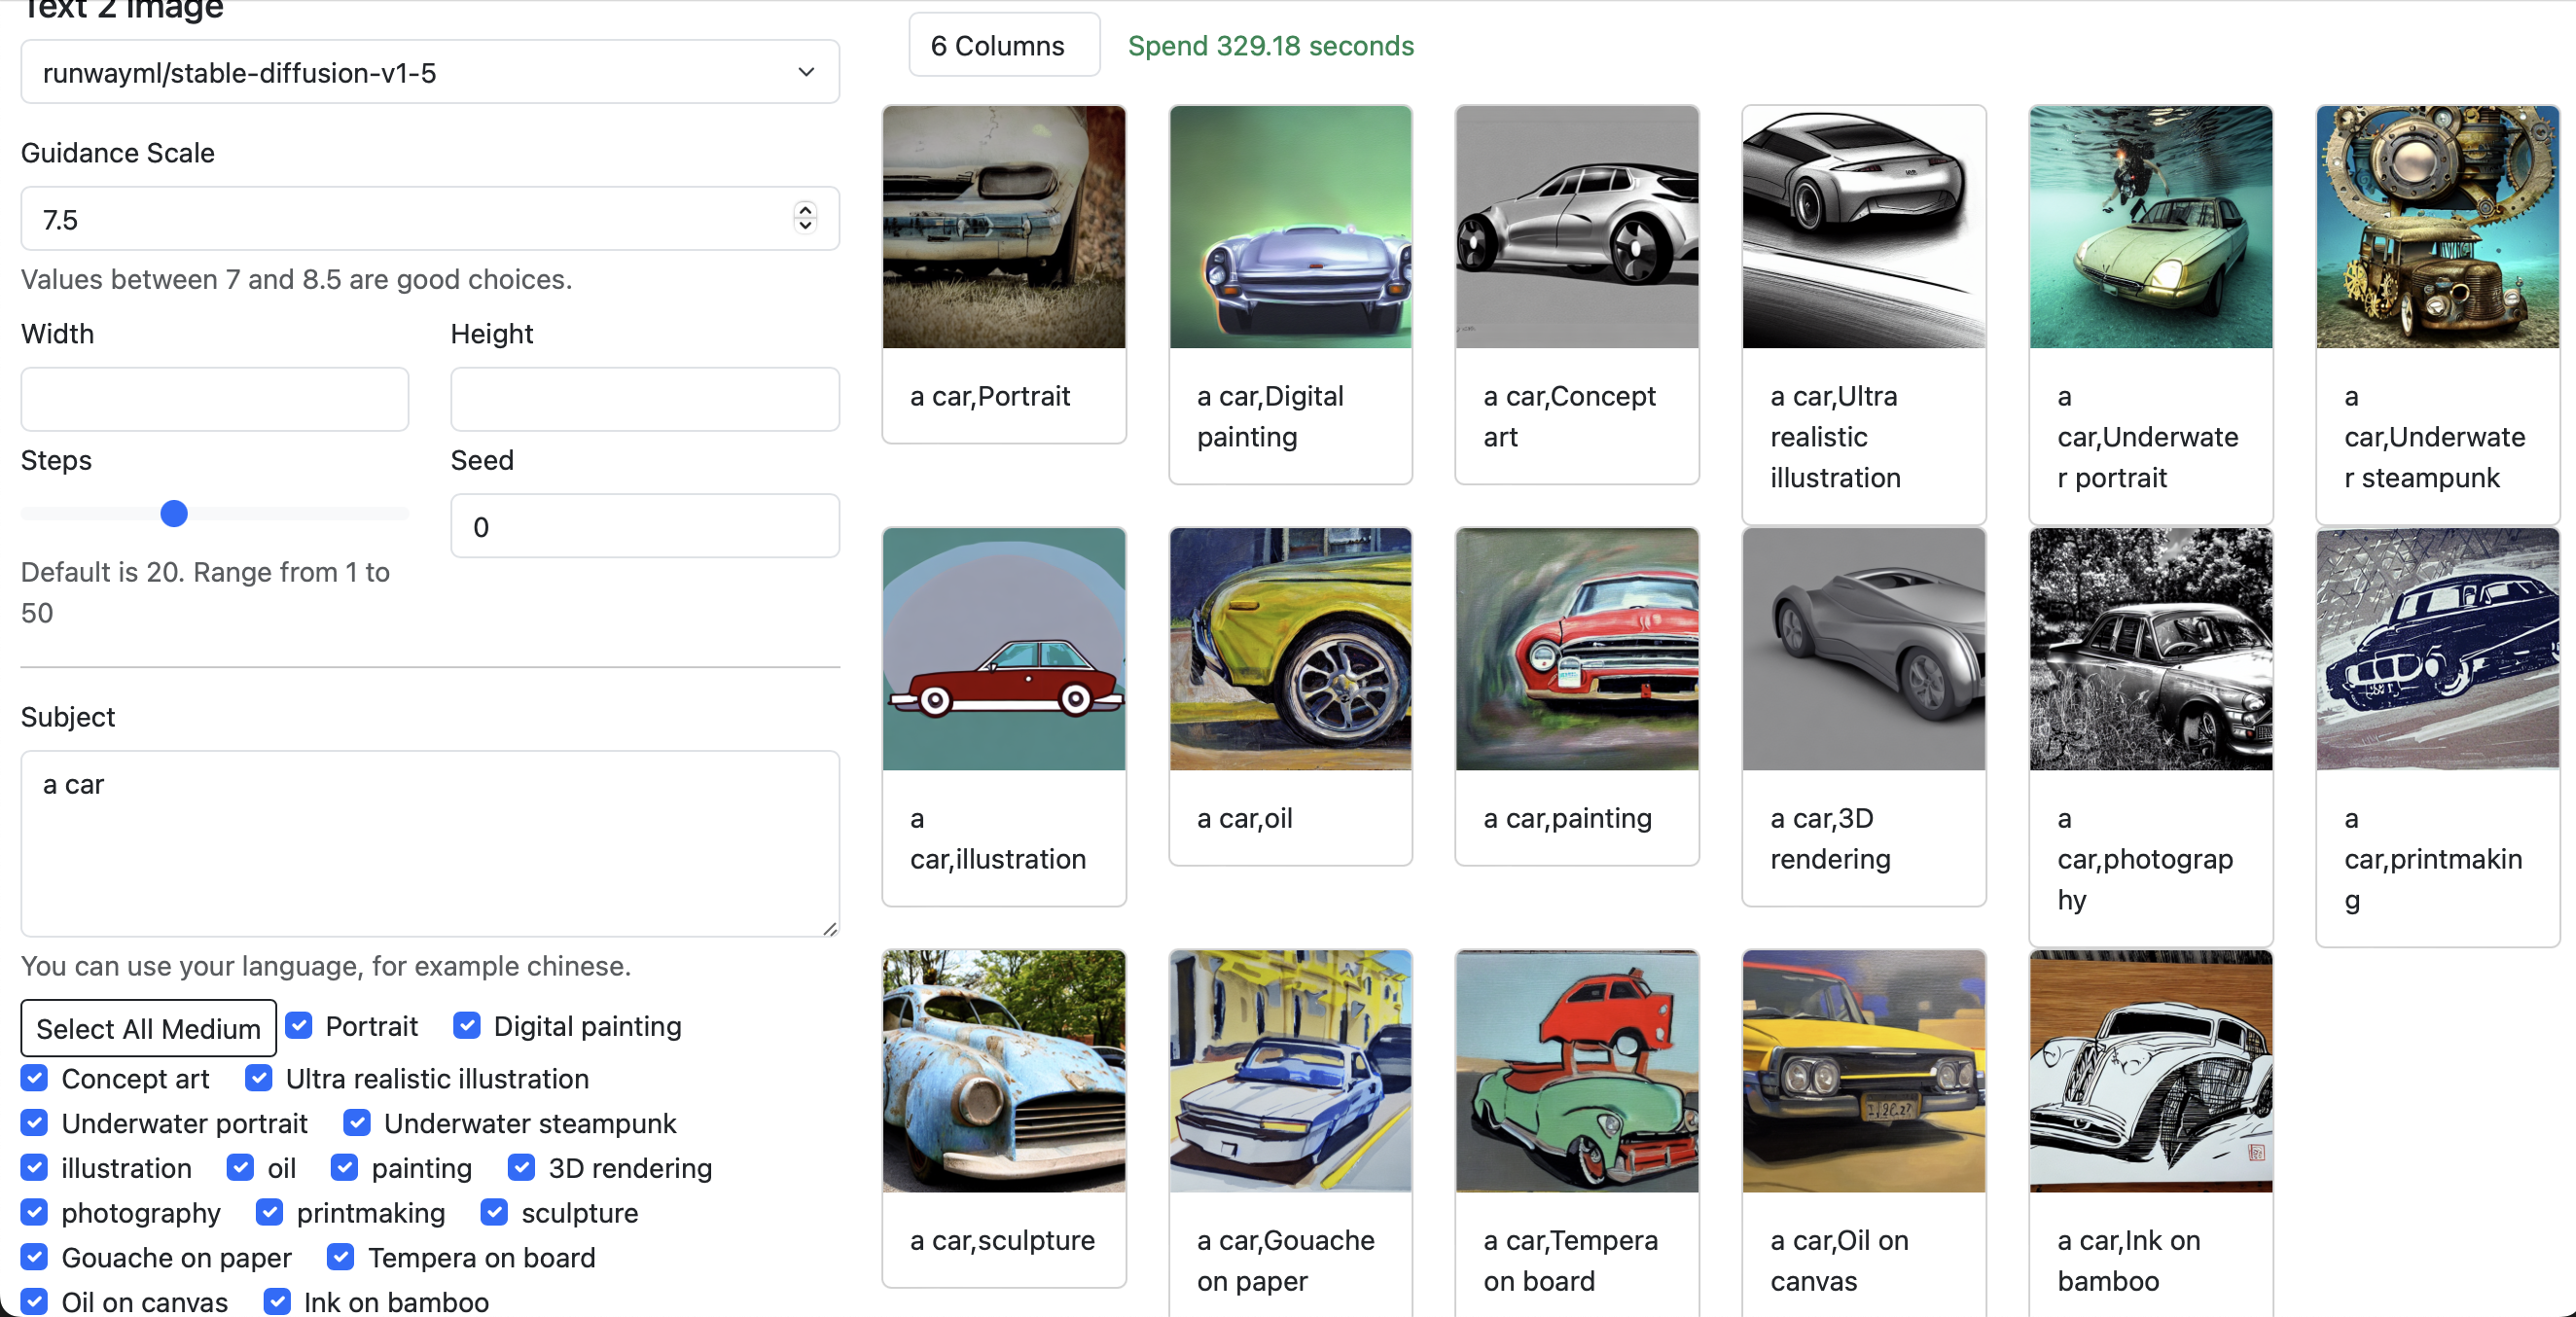 Text 2 Image
runwayml/stable-diffusion-v1-5
Guidance Scale
7.5
Values between 7 and 8.5 are good choices.
Width
Height
Steps
Seed
0
Default is 20. Range from 1 to
50
Subject
a car
You can use your language, for example chinese.
Select All Medium
Portrait
Digital painting
Concept art
Ultra realistic illustration
Underwater portrait
Underwater steampunk
illustration
oil
painting
3D rendering
photography
printmaking
sculpture
Gouache on paper
Tempera on board
Oil on canvas
Ink on bamboo
6 Columns
Spend 329.18 seconds
a car,Portrait
a car,Digital
painting
a car,Concept
art
a car,Ultra
realistic
illustration
a
car,Underwate
r portrait
a
car,Underwate
r steampunk
a
car,illustration
a car,oil
a car,painting
a car,3D
rendering
a
car,photograp
hy
a
car,printmakin
g
a car,sculpture
a car,Gouache
on paper
a car,Tempera
on board
a car,Oil on
canvas
a car,Ink on
bamboo